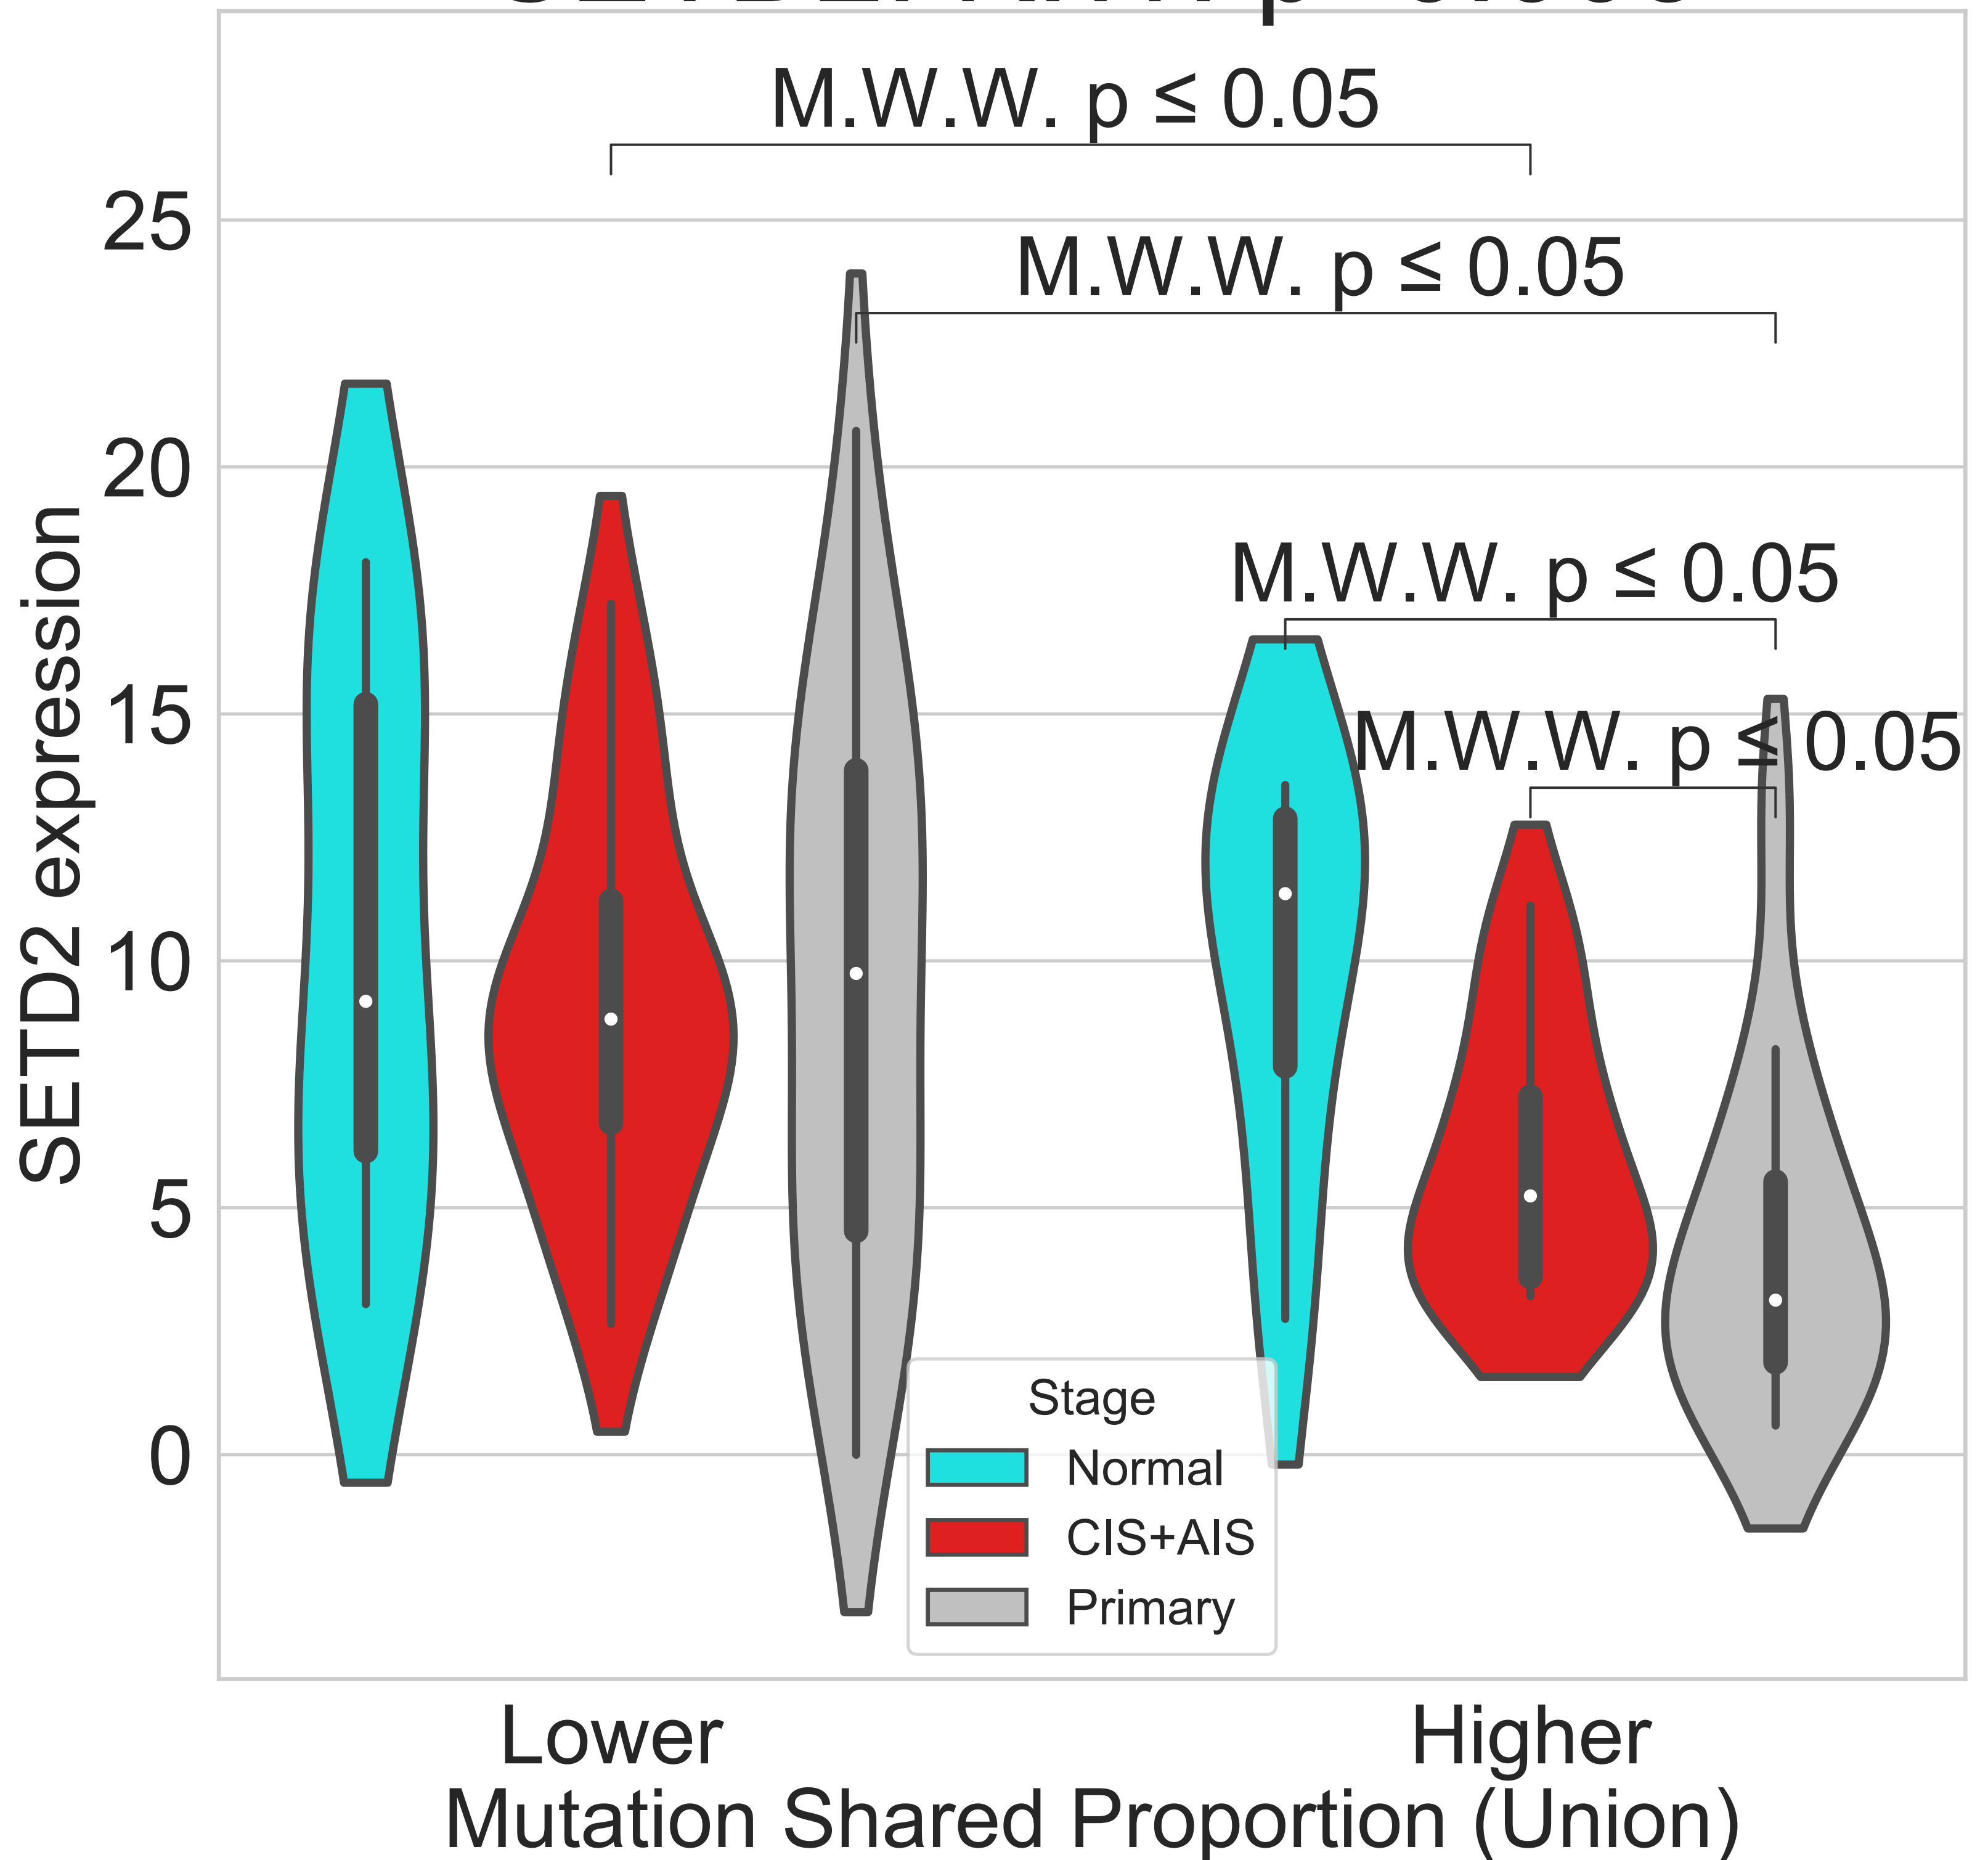 M.W.W. p ≤ 0.05
25
M.W.W. p ≤ 0.05
20
M.W.W. p ≤ 0.05
15
M.W.W. p ≤ 0.05
10
5
0
SETD2 expression
Stage
Normal
CIS+AIS
Primary
Lower
Higher
Mutation Shared Proportion (Union)